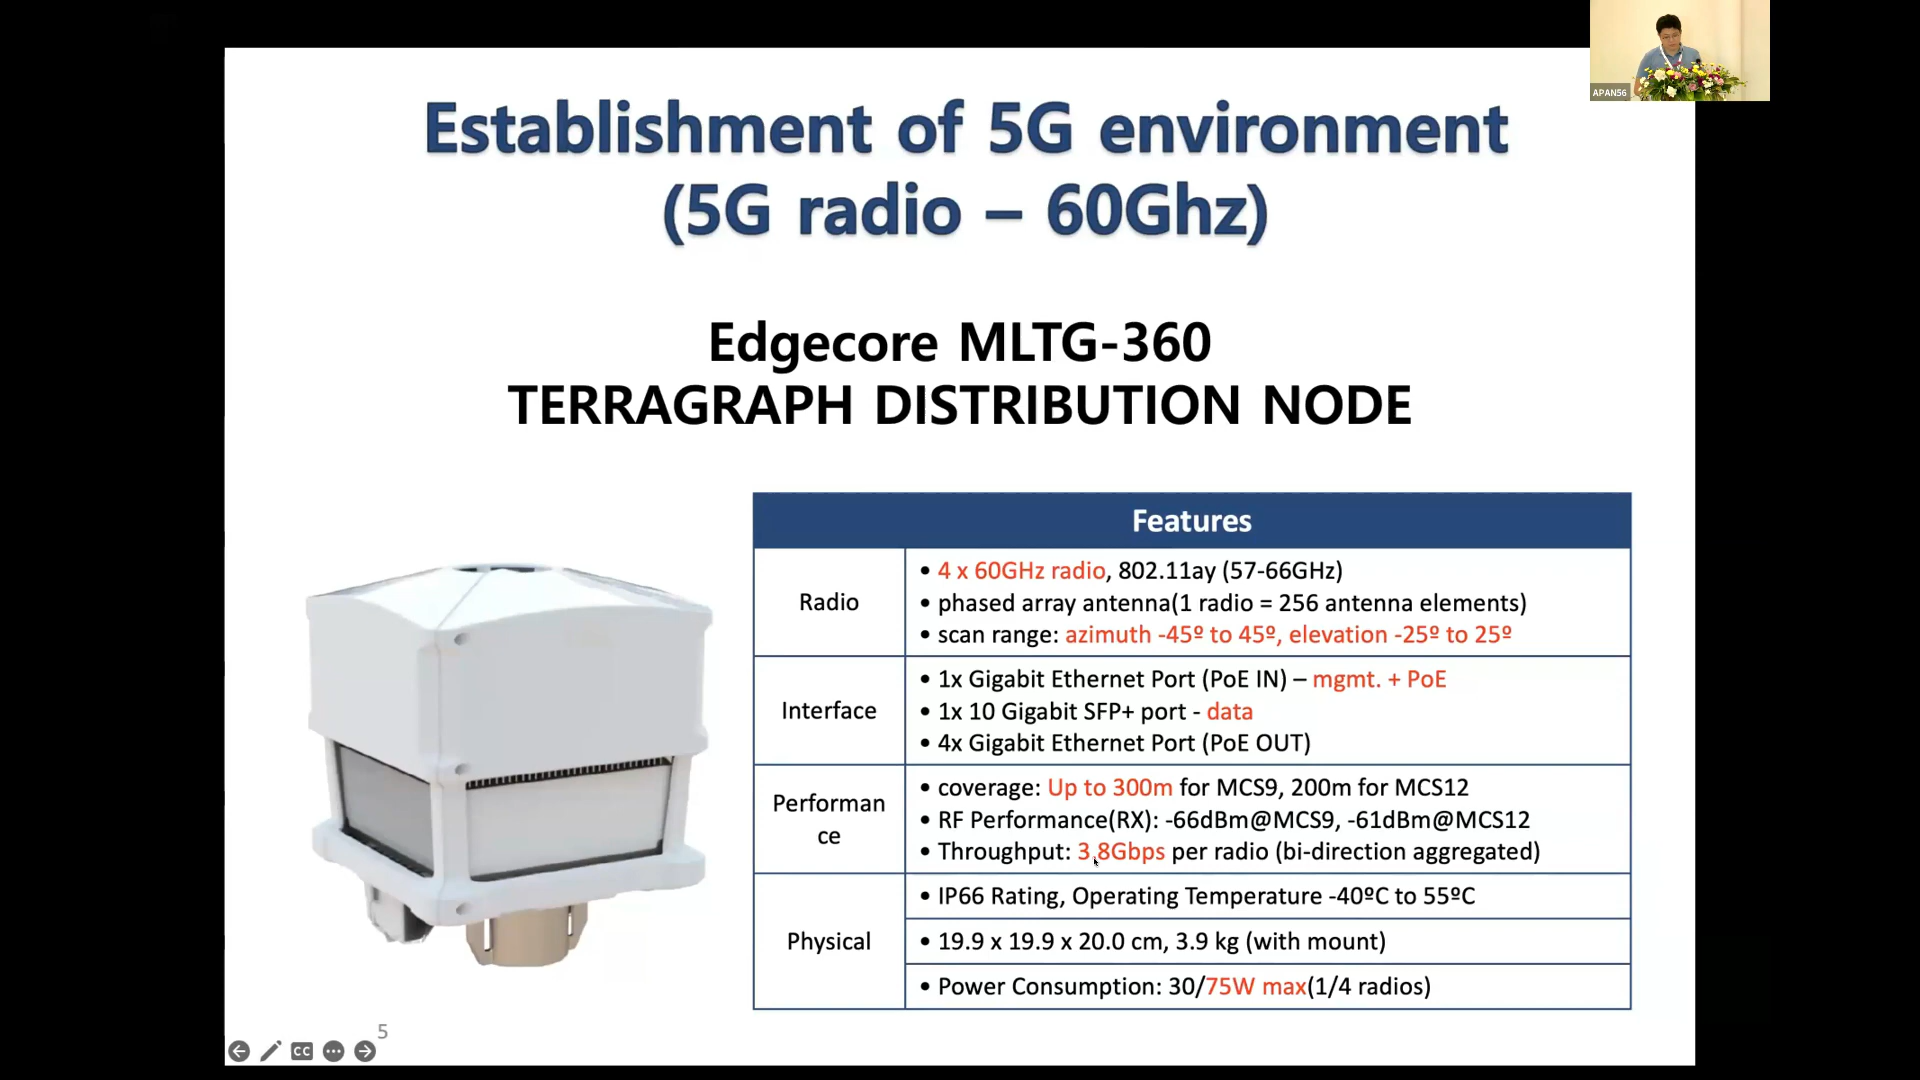 APAN56
Establishment of 5G environment
(5G radio – 60Ghz)
Edgecore MLTG-360
TERRAGRAPH DISTRIBUTION NODE
Features
Radio
• 4 x 60GHz radio, 802.11ay (57-66GHz)
• phased array antenna(1 radio = 256 antenna elements)
• scan range: azimuth -45º to 45º, elevation -25º to 25º
Interface
• 1x Gigabit Ethernet Port (PoE IN) – mgmt. + PoE
• 1x 10 Gigabit SFP+ port - data
• 4x Gigabit Ethernet Port (PoE OUT)
Performan
ce
• coverage: Up to 300m for MCS9, 200m for MCS12
• RF Performance(RX): -66dBm@MCS9, -61dBm@MCS12
• Throughput: 3.8Gbps per radio (bi-direction aggregated)
Physical
• IP66 Rating, Operating Temperature -40ºC to 55ºC
• 19.9 x 19.9 x 20.0 cm, 3.9 kg (with mount)
• Power Consumption: 30/75W max(1/4 radios)
5
CC